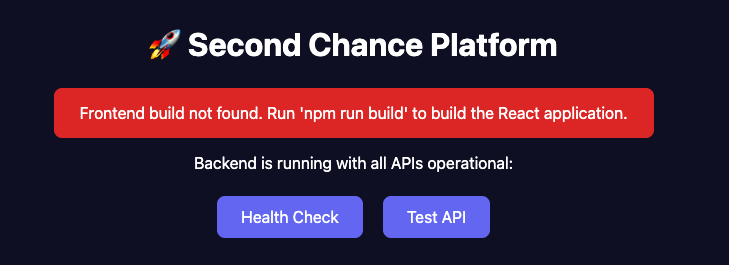 🚀 Second Chance Platform
Frontend build not found. Run 'npm run build' to build the React application.
Backend is running with all APIs operational:
Health Check
Test API